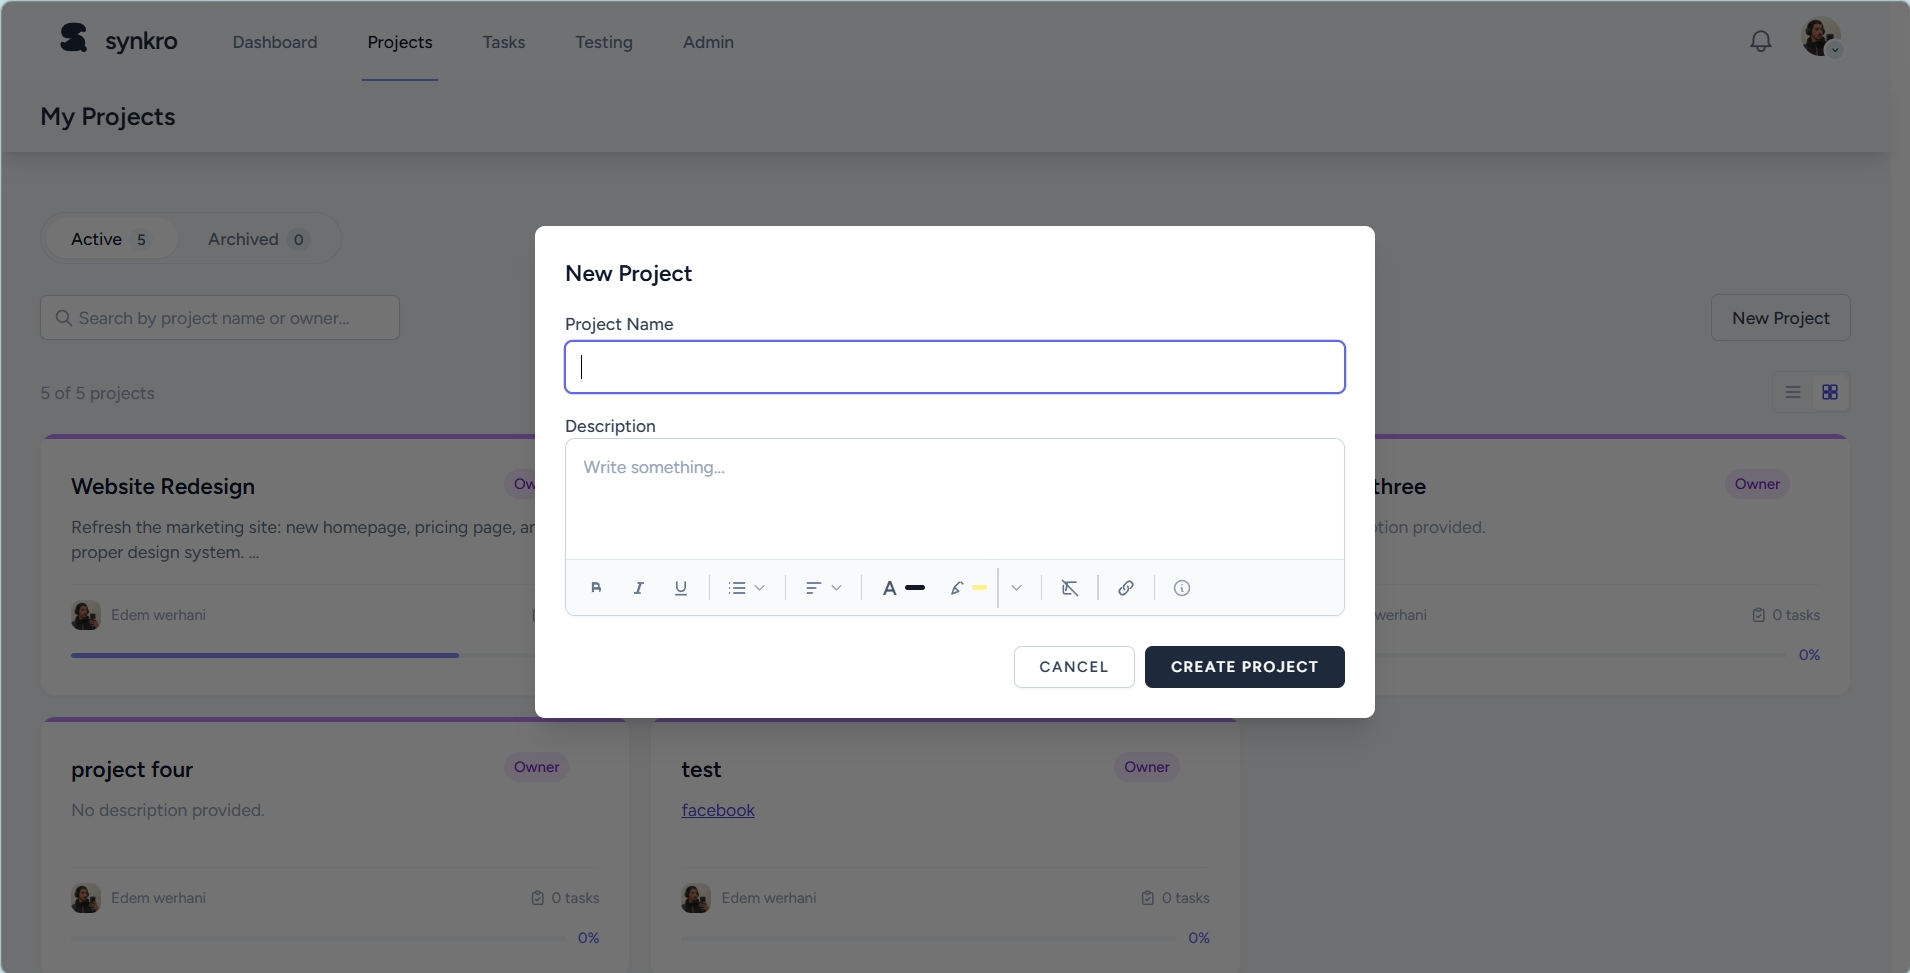 synkro
Dashboard
Projects
Tasks
Testing
Admin
My Projects
Active 5
Archived 0
Search by project name or owner...
New Project
5 of 5 projects
Website Redesign
Refresh the marketing site: new homepage, pricing page,
proper design system. ...
Edem werhani
three
Owner
provided.
werhani
0 tasks
0%
New Project
Project Name
Description
Write something...
B I U
A
CANCEL
CREATE PROJECT
project four
Owner
No description provided.
Edem werhani
0 tasks
0%
test
Owner
facebook
Edem werhani
0 tasks
0%